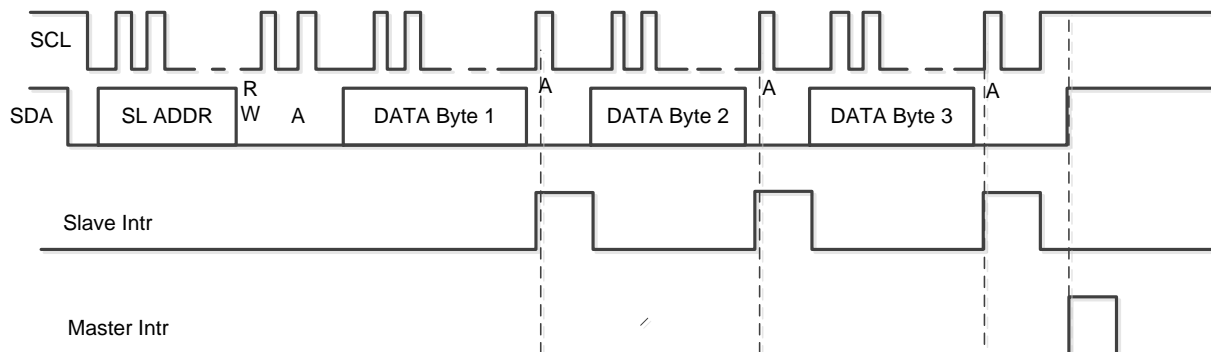 SCL
R
A A A
SDA SL ADDR W A DATA Byte 1 DATA Byte 2 DATA Byte 3
Slave Intr
Master Intr